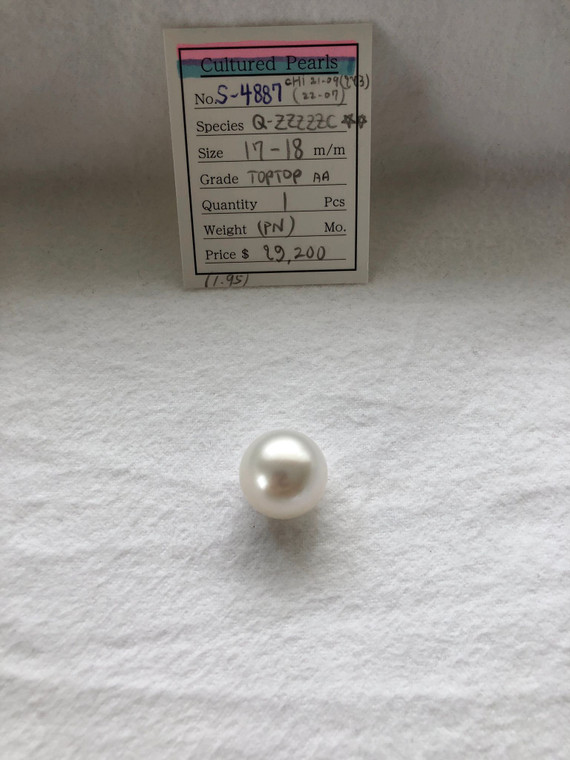 Cultured Pearls
CHI 21-09(YY3)
No. S-4887 (22-07)
Species Q-ZZZZZC ☆☆
Size 17-18 m/m
Grade TOPTOP AA
Quantity 1 Pcs
Weight (PN) Mo.
Price $ 29,200
(1.95)